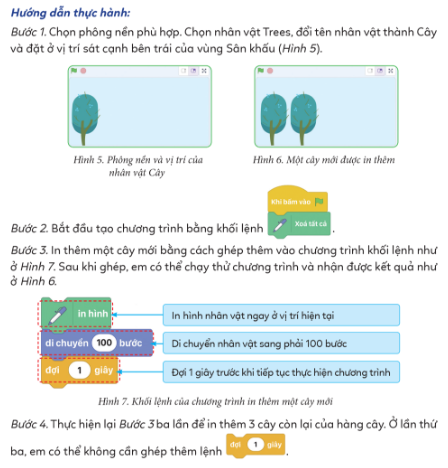 Hướng dẫn thực hành:
Bước 1. Chọn phông nền phù hợp. Chọn nhân vật Trees, đổi tên nhân vật thành Cây
và đặt ở vị trí sát cạnh bên trái của vùng Sân khấu (Hình 5).
Hình 5. Phông nền và vị trí của
nhân vật Cây
Hình 6. Một cây mới được in thêm
Khi bấm vào
Xoá tất cả
Bước 2. Bắt đầu tạo chương trình bằng khối lệnh .
Bước 3. In thêm một cây mới bằng cách ghép thêm vào chương trình khối lệnh như
ở Hình 7. Sau khi ghép, em có thể chạy thử chương trình và nhận được kết quả như
ở Hình 6.
in hình
In hình nhân vật ngay ở vị trí hiện tại
di chuyển 100 bước
Di chuyển nhân vật sang phải 100 bước
đợi 1 giây
Đợi 1 giây trước khi tiếp tục thực hiện chương trình
Hình 7. Khối lệnh của chương trình in thêm một cây mới
Bước 4. Thực hiện lại Bước 3 ba lần để in thêm 3 cây còn lại của hàng cây. Ở lần thứ
ba, em có thể không cần ghép thêm lệnh đợi 1 giây .